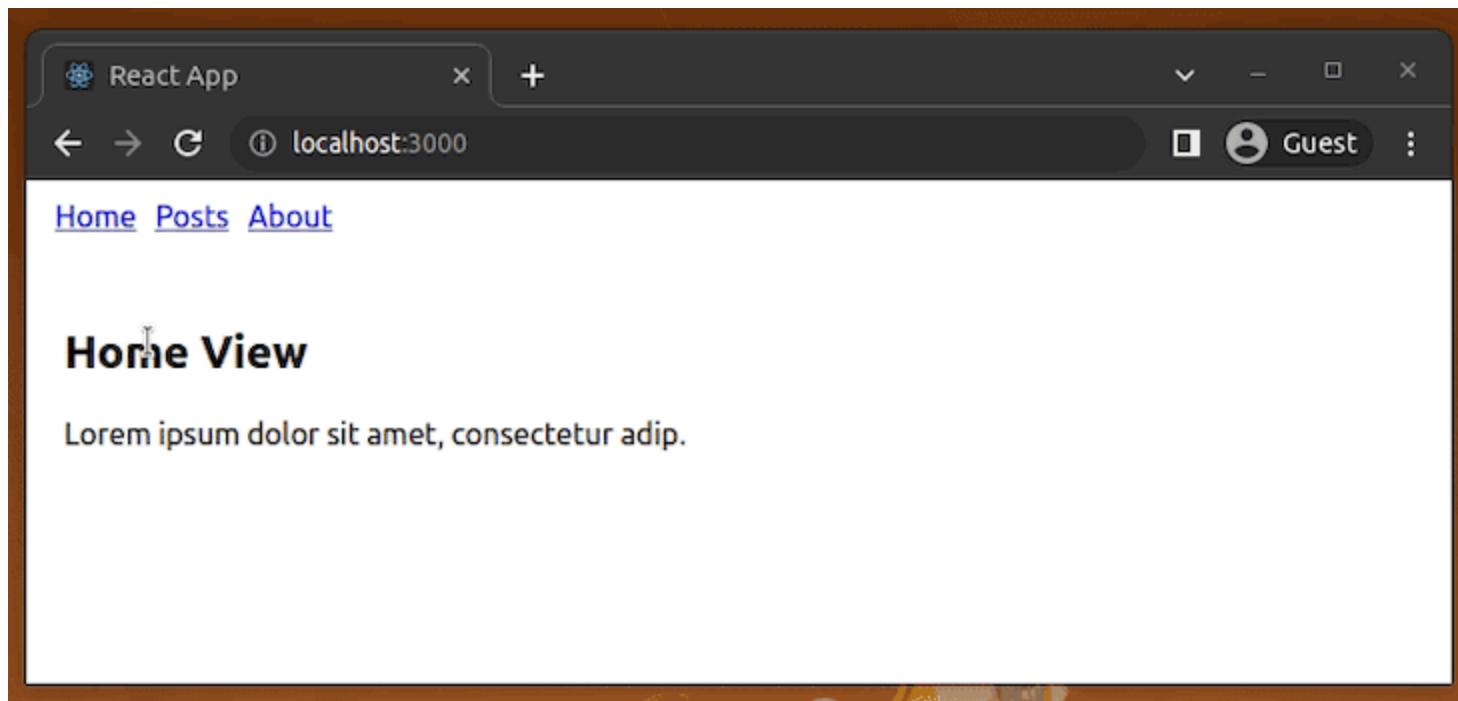 React App
localhost:3000
Guest
Home Posts About
Home View
Lorem ipsum dolor sit amet, consectetur adip.